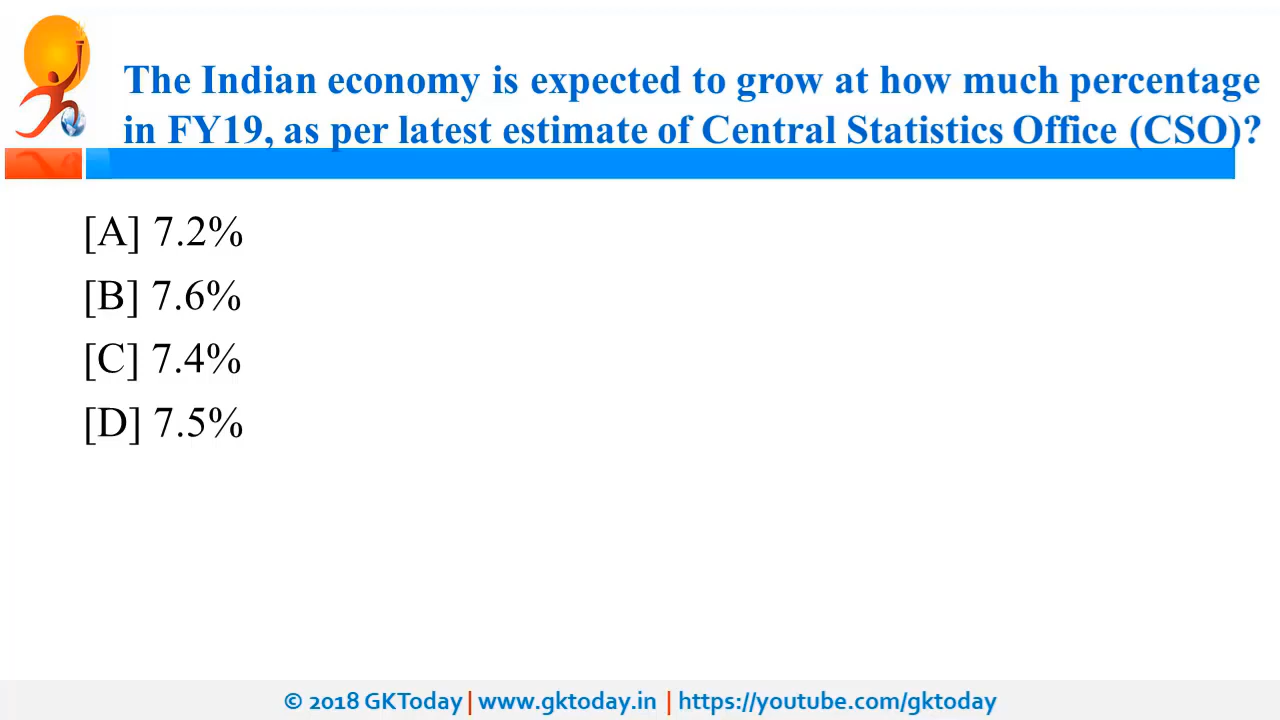 The Indian economy is expected to grow at how much percentage
in FY19, as per latest estimate of Central Statistics Office (CSO)?
[A] 7.2%
[B] 7.6%
[C] 7.4%
[D] 7.5%
© 2018 GKToday | www.gktoday.in | https://youtube.com/gktoday